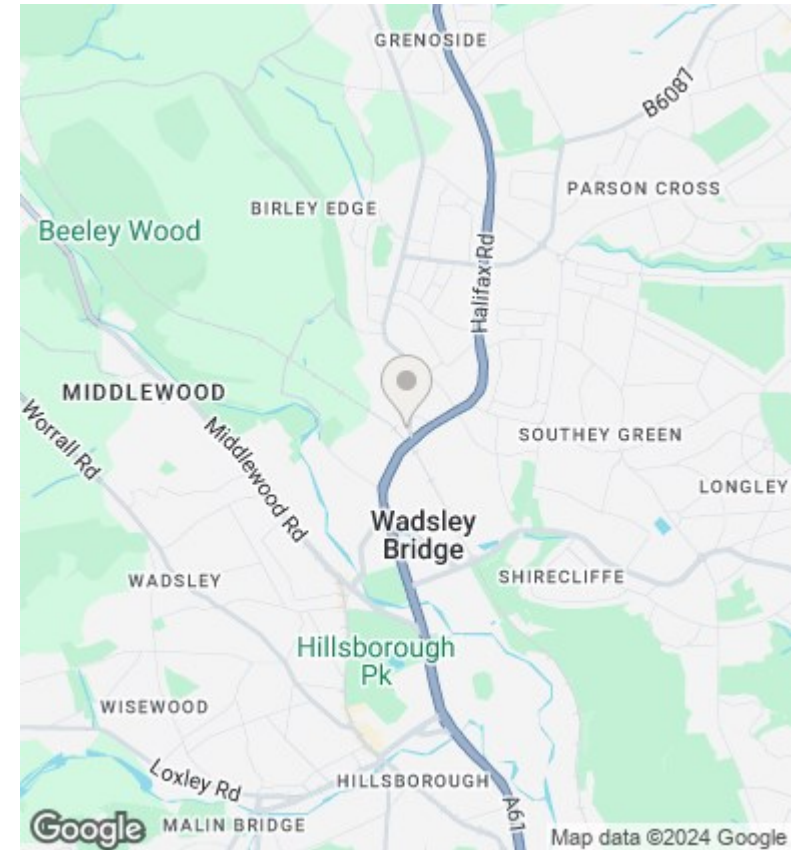 GRENOSIDE
B6087
PARSON CROSS
BIRLEY EDGE
Beeley Wood
Halifax Rd
MIDDLEWOOD
Worrall Rd
Middlewood Rd
SOUTHEY GREEN
LONGLEY
Wadsley
Bridge
WADSLEY
SHIRECLIFFE
Hillsborough
Pk
WISEWOOD
Loxley Rd
HILLSBOROUGH
A61
Google
MALIN BRIDGE
Map data ©2024 Google